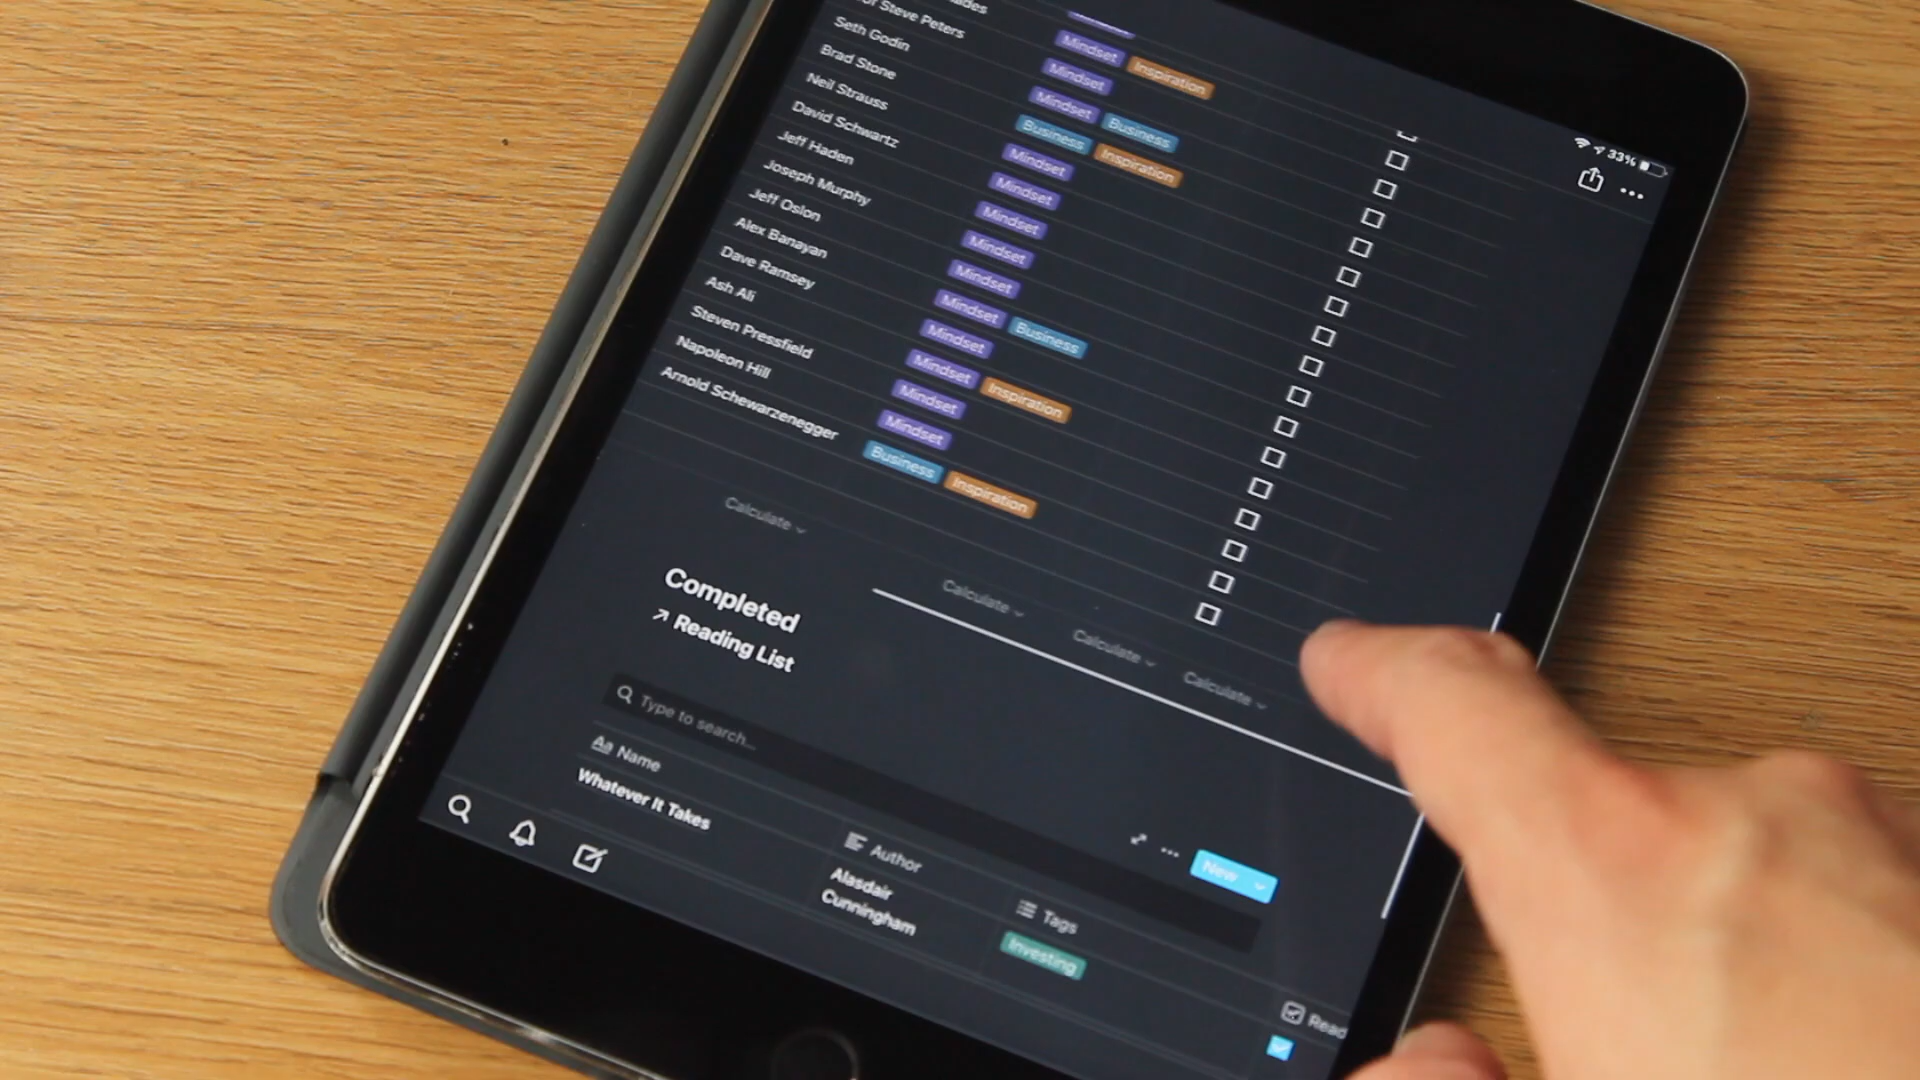 Steve Peters
Seth Godin
Brad Stone
Neil Strauss
David Schwartz
Jeff Haden
Joseph Murphy
Jeff Oslon
Alex Banayan
Dave Ramsey
Ash Ali
Steven Pressfield
Napoleon Hill
Arnold Schewarzenegger
Mindset Inspiration
Mindset
Mindset Business
Business Inspiration
Mindset
Mindset
Mindset
Mindset
Mindset
Mindset Business
Mindset
Mindset Inspiration
Mindset
Mindset
Business Inspiration
33%
Calculate
Calculate
Calculate
Calculate
Completed
Reading List
Type to search...
New
Aa Name
Author
Tags
Read
Whatever It Takes
Alasdair
Cunningham
Investing